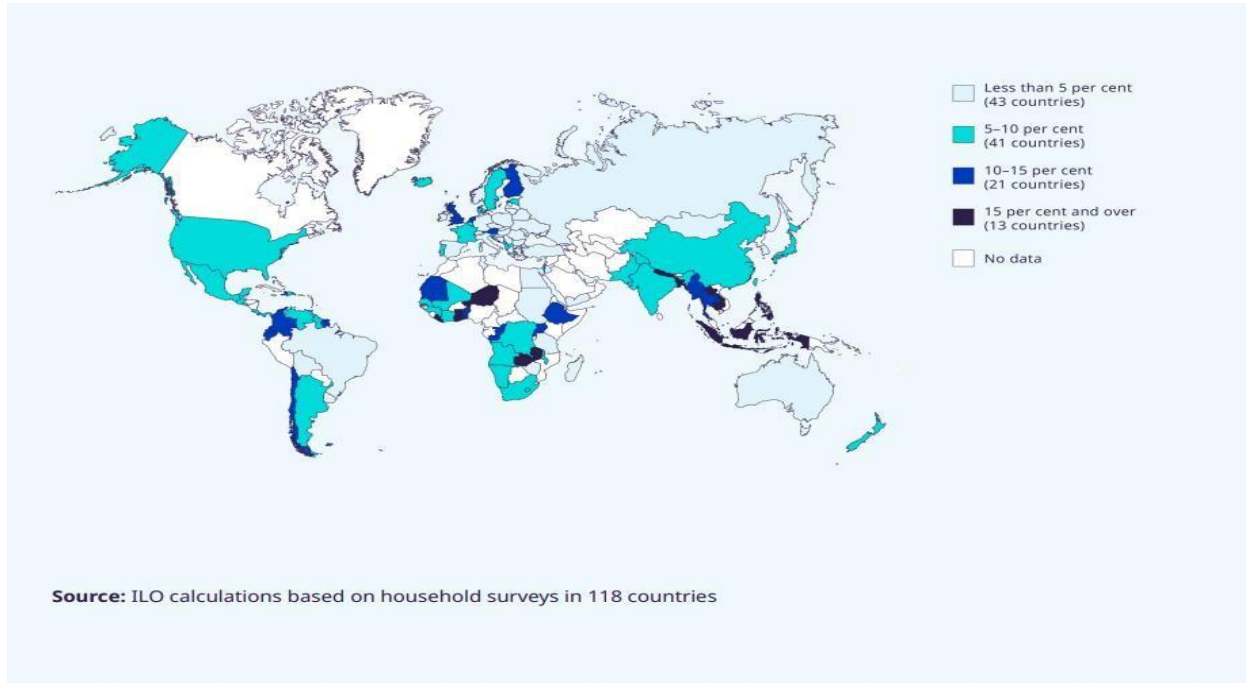 Less than 5 per cent
(43 countries)
5–10 per cent
(41 countries)
10–15 per cent
(21 countries)
15 per cent and over
(13 countries)
No data
Source: ILO calculations based on household surveys in 118 countries